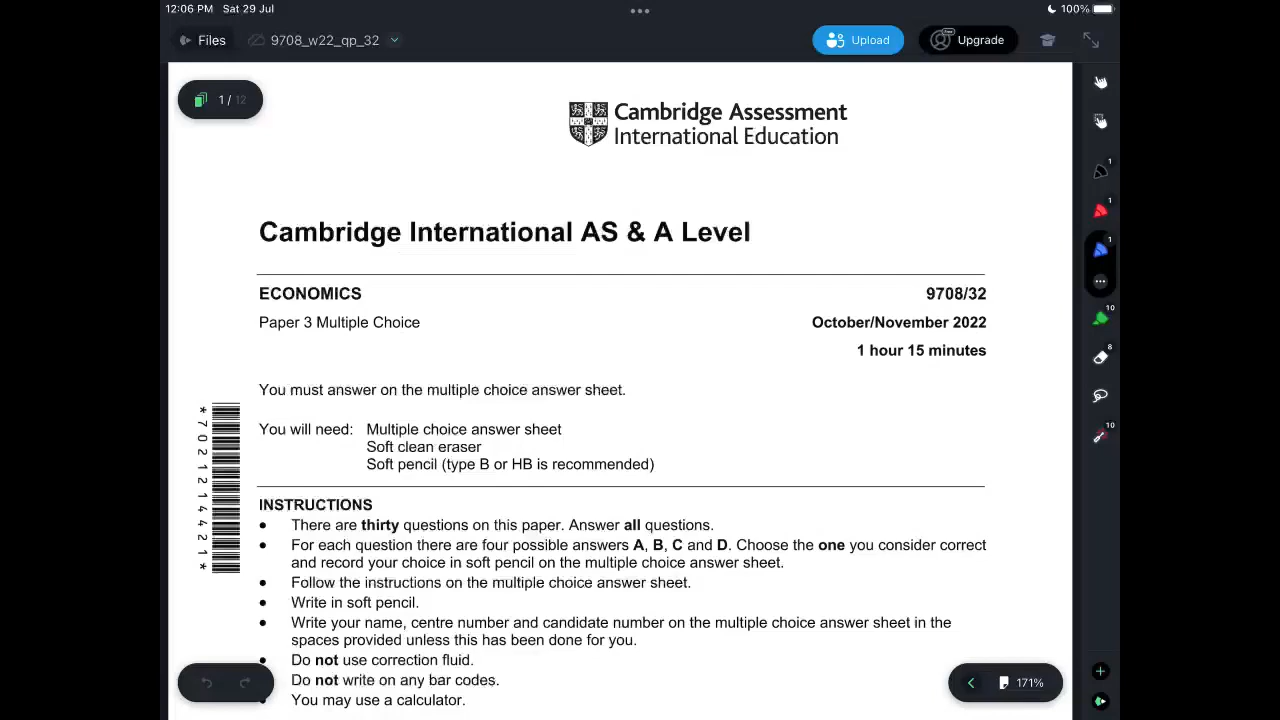 12:06 PM Sat 29 Jul
100%
Files
9708_w22_qp_32
Upload
Free
Upgrade
1 / 12
Cambridge Assessment
International Education
Cambridge International AS & A Level
ECONOMICS 9708/32
Paper 3 Multiple Choice October/November 2022
1 hour 15 minutes
You must answer on the multiple choice answer sheet.
You will need: Multiple choice answer sheet
Soft clean eraser
Soft pencil (type B or HB is recommended)
*7021214421*
INSTRUCTIONS
● There are thirty questions on this paper. Answer all questions.
● For each question there are four possible answers A, B, C and D. Choose the one you consider correct
and record your choice in soft pencil on the multiple choice answer sheet.
● Follow the instructions on the multiple choice answer sheet.
● Write in soft pencil.
● Write your name, centre number and candidate number on the multiple choice answer sheet in the
spaces provided unless this has been done for you.
● Do not use correction fluid.
Do not write on any bar codes.
● You may use a calculator.
1
1
1
10
8
10
171%